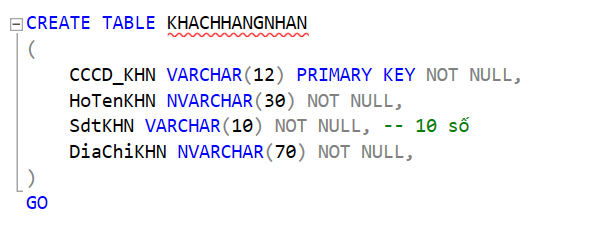 CREATE TABLE KHACHHANGNHAN
(
CCCD_KHN VARCHAR(12) PRIMARY KEY NOT NULL,
HoTenKHN NVARCHAR(30) NOT NULL,
SdtKHN VARCHAR(10) NOT NULL, -- 10 số
DiaChiKHN NVARCHAR(70) NOT NULL,
)
GO